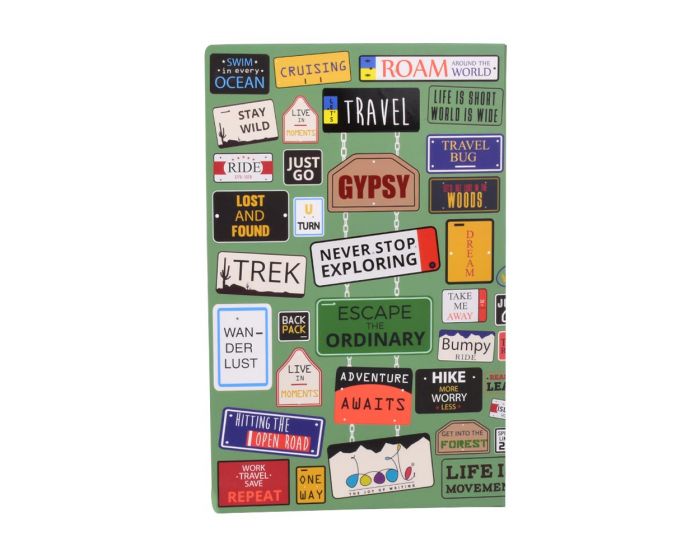 SWIM
in every
OCEAN
CRUISING
ROAM AROUND THE
WORLD
STAY
WILD
LIVE
IN
MOMENTS
LET'S
TRAVEL
LIFE IS SHORT
WORLD IS WIDE
RIDE
JUST
GO
GYPSY
TRAVEL
BUG
WOODS
LOST
AND
FOUND
U
TURN
NEVER STOP
EXPLORING
DREAM
TREK
TAKE
ME
AWAY
WAN-
DER
LUST
BACK
PACK
ESCAPE
THE
ORDINARY
Bumpy
RIDE
LIVE
IN
MOMENTS
ADVENTURE
AWAITS
HIKE
MORE
WORRY
LESS
HITTING THE
OPEN ROAD
GET INTO THE
FOREST
WORK
TRAVEL
SAVE
REPEAT
ONE
WAY
THE JOY OF WRITING
LIFE I
MOVEMEN